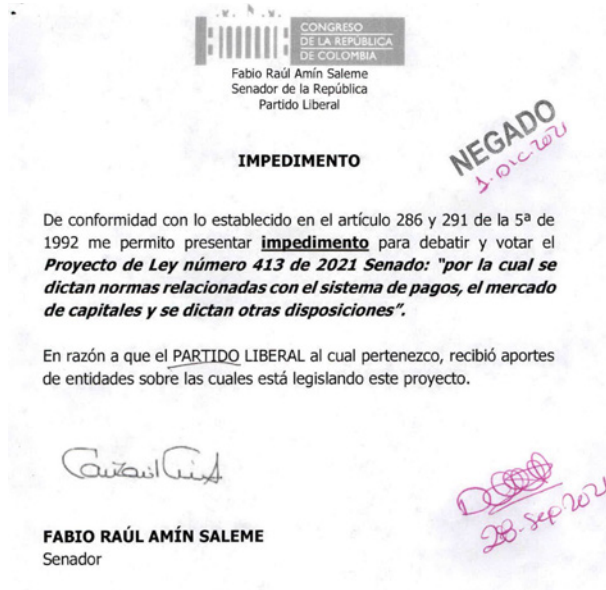 CONGRESO
DE LA REPÚBLICA
DE COLOMBIA
Fabio Raúl Amín Saleme
Senador de la República
Partido Liberal
NEGADO
1-Dic-2021
IMPEDIMENTO
De conformidad con lo establecido en el artículo 286 y 291 de la 5ª de
1992 me permito presentar impedimento para debatir y votar el
Proyecto de Ley número 413 de 2021 Senado: “por la cual se
dictan normas relacionadas con el sistema de pagos, el mercado
de capitales y se dictan otras disposiciones”.
En razón a que el PARTIDO LIBERAL al cual pertenezco, recibió aportes
de entidades sobre las cuales está legislando este proyecto.
28-Sep-2021
FABIO RAÚL AMÍN SALEME
Senador